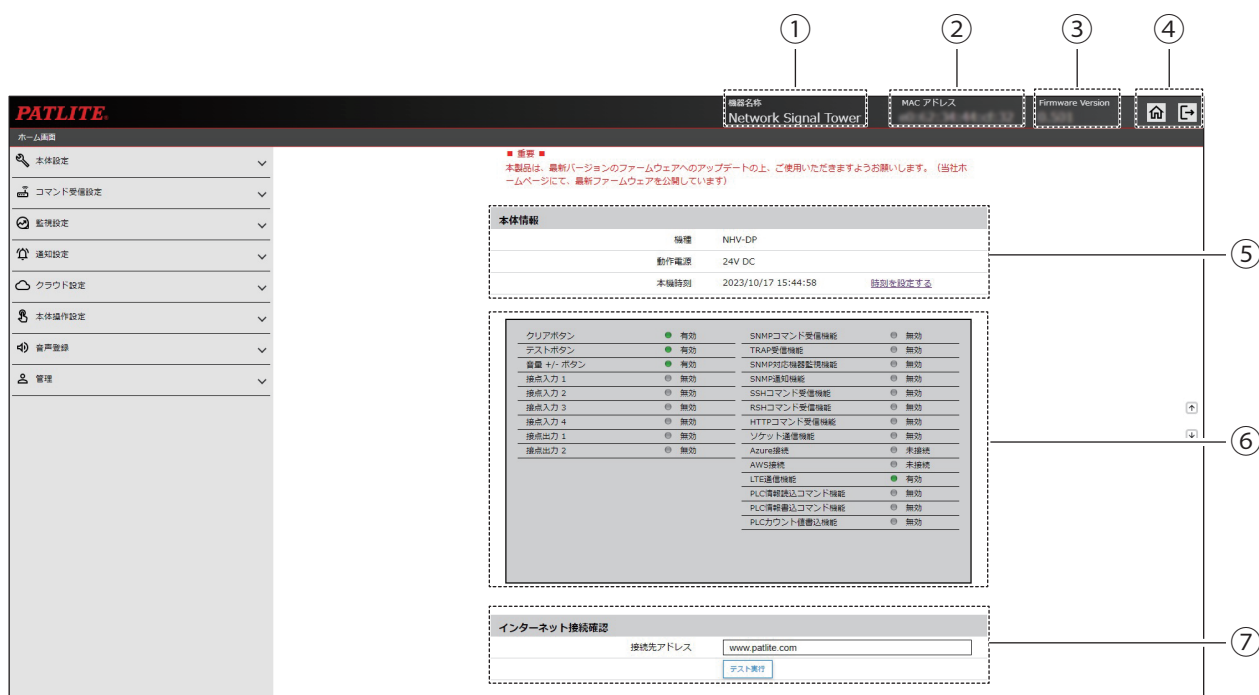 ① ② ③ ④
PATLITE
機器名称 MAC アドレス Firmware Version
Network Signal Tower
ホーム画面
本体設定
コマンド受信設定
監視設定
通知設定
クラウド設定
本体操作設定
音声登録
管理
■ 重要 ■
本製品は、最新バージョンのファームウェアへのアップデートの上、ご使用いただきますようお願いします。（当社ホ
ームページにて、最新ファームウェアを公開しています）
本体情報
機種 NHV-DP
動作電源 24V DC
本機時刻 2023/10/17 15:44:58 時刻を設定する
⑤
クリアボタン 有効 SNMPコマンド受信機能 無効
テストボタン 有効 TRAP受信機能 無効
音量 +/- ボタン 有効 SNMP対応機器監視機能 無効
接点入力 1 無効 SNMP通知機能 無効
接点入力 2 無効 SSHコマンド受信機能 無効
接点入力 3 無効 RSHコマンド受信機能 無効
接点入力 4 無効 HTTPコマンド受信機能 無効
接点出力 1 無効 ソケット通信機能 無効
接点出力 2 無効 Azure接続 未接続
AWS接続 未接続
LTE通信機能 有効
PLC情報読込コマンド機能 無効
PLC情報書込コマンド機能 無効
PLCカウント値書込機能 無効
⑥
インターネット接続確認
接続先アドレス www.patlite.com
テスト実行
⑦